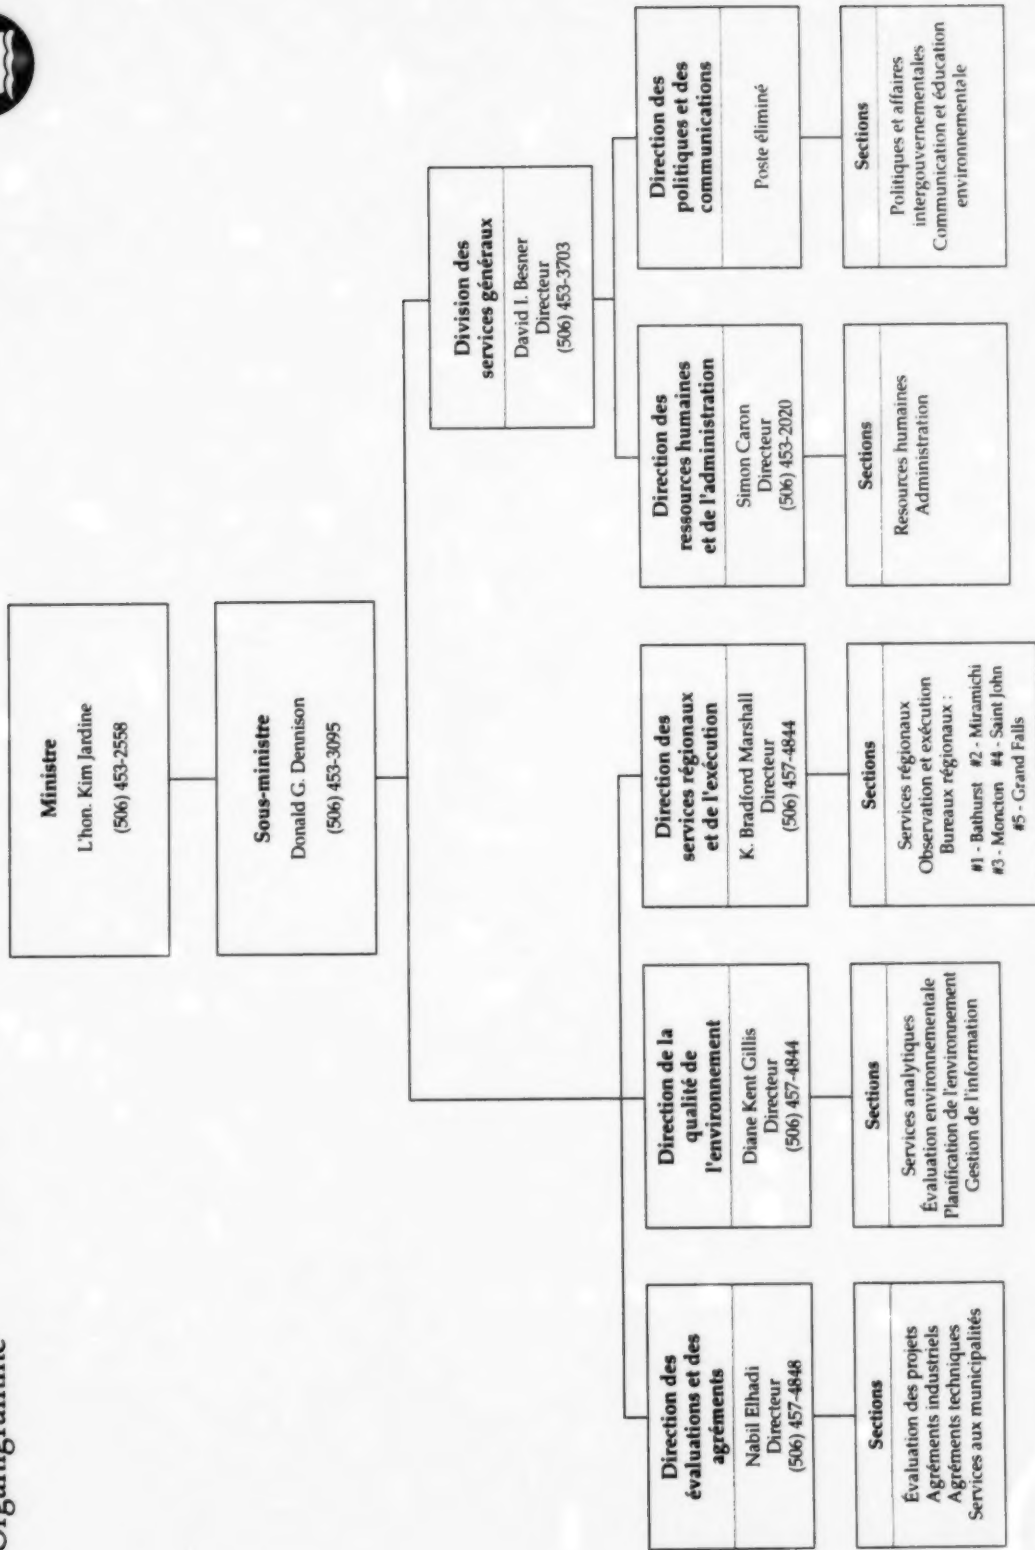 Organigramme
Ministre
L'hon. Kim Jardine
(506) 453-2558
Sous-ministre
Donald G. Dennison
(506) 453-3095
Division des
services généraux
David I. Besner
Directeur
(506) 453-3703
Direction des
évaluations et des
agréments
Nabil Elhadi
Directeur
(506) 457-4848
Sections
Évaluation des projets
Agréments industriels
Agréments techniques
Services aux municipalités
Direction de la
qualité de
l'environnement
Diane Kent Gillis
Directeur
(506) 457-4844
Sections
Services analytiques
Évaluation environnementale
Planification de l'environnement
Gestion de l'information
Direction des
services régionaux
et de l'exécution
K. Bradford Marshall
Directeur
(506) 457-4844
Sections
Services régionaux
Observation et exécution
Bureaux régionaux :
#1 - Bathurst #2 - Miramichi
#3 - Moncton #4 - Saint John
#5 - Grand Falls
Direction des
ressources humaines
et de l'administration
Simon Caron
Directeur
(506) 453-2020
Sections
Resources humaines
Administration
Direction des
politiques et des
communications
Poste éliminé
Sections
Politiques et affaires
intergouvernementales
Communication et éducation
environnementale